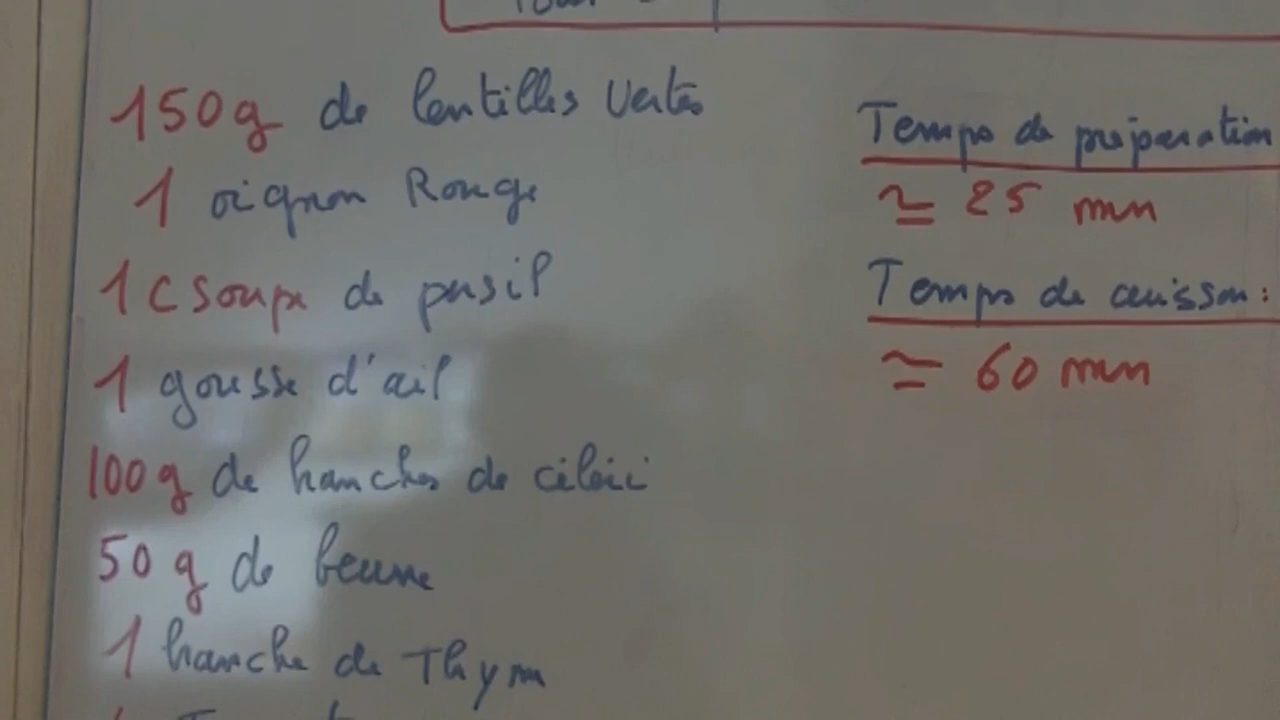 150g de lentilles vertes
1 oignon Rouge
1 c soupe de persil
1 gousse d'ail
100g de branches de céleri
50 g de beurre
1 branche de Thym
Temps de préparation
≃ 25 mn
Temps de cuisson :
≃ 60 mn